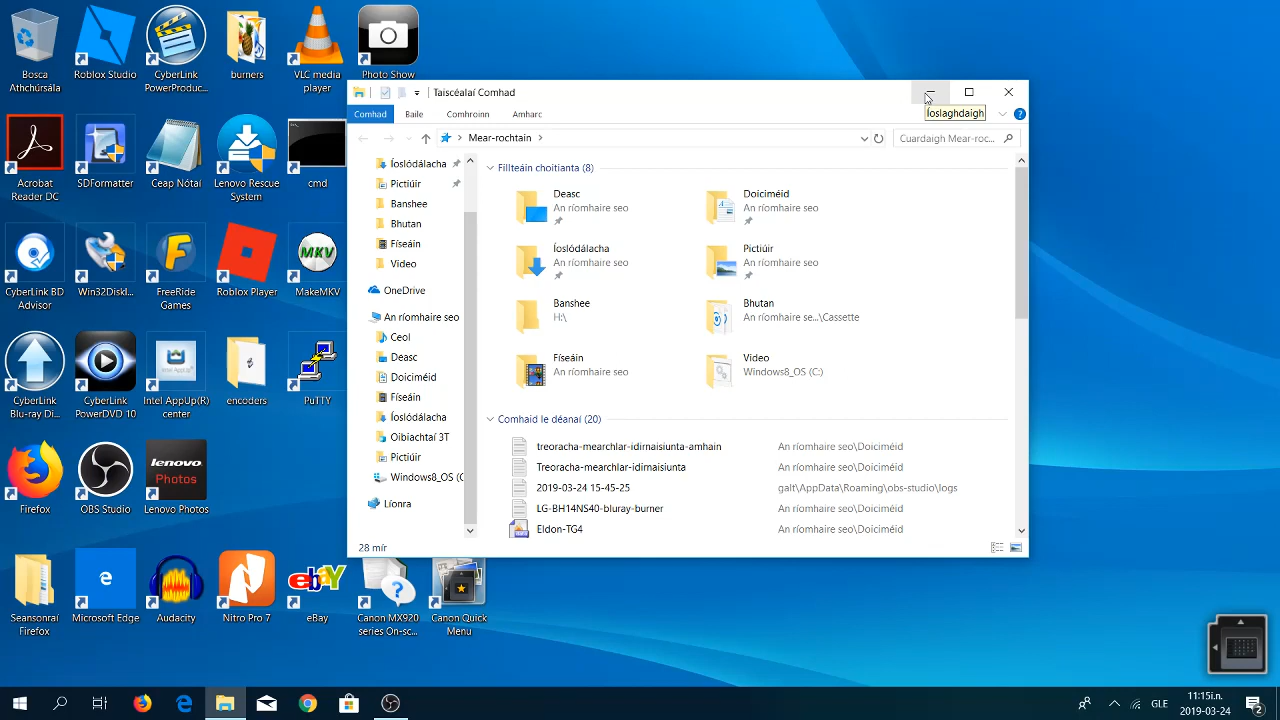 Bosca Athchúrsála
Roblox Studio
CyberLink PowerProduc...
burners
VLC media player
Photo Show
Acrobat Reader DC
SDFormatter
Ceap Nótaí
Lenovo Rescue System
cmd
CyberLink BD Advisor
Win32Diskl...
FreeRide Games
Roblox Player
MKV
MakeMKV
CyberLink Blu-ray Di...
CyberLink PowerDVD 10
Intel AppUp(R) center
encoders
PuTTY
Firefox
OBS Studio
lenovo
Photos
Lenovo Photos
Seansonraí Firefox
Microsoft Edge
Audacity
Nitro Pro 7
ebay
eBay
Canon MX920 series On-sc...
Canon Quick Menu
Taiscéalaí Comhad
Íoslaghdaigh
Comhad Baile Comhroinn Amharc
Mear-rochtain
Cuardaigh Mear-roc...
Íoslódálacha
Pictiúir
Banshee
Bhutan
Físeáin
Video
OneDrive
An ríomhaire seo
Ceol
Deasc
Doiciméid
Físeáin
Íoslódálacha
Oibiachtaí 3T
Pictiúir
Windows8_OS (C
Líonra
Fillteáin choitianta (8)
Deasc
An ríomhaire seo
Doiciméid
An ríomhaire seo
Íoslódálacha
An ríomhaire seo
Pictiúir
An ríomhaire seo
Banshee
H:\
Bhutan
An ríomhaire se...\Cassette
Físeáin
An ríomhaire seo
Video
Windows8_OS (C:)
Comhaid le déanaí (20)
treoracha-mearchlar-idirnaisiunta-amhain An ríomhaire seo\Doiciméid
Treoracha-mearchlar-idirnaisiunta An ríomhaire seo\Doiciméid
2019-03-24 15-45-25 galt\AppData\Roaming\obs-studio\logs
LG-BH14NS40-bluray-burner An ríomhaire seo\Doiciméid
Eldon-TG4 An ríomhaire seo\Doiciméid
28 mír
GLE
11:15i.n.
2019-03-24
2